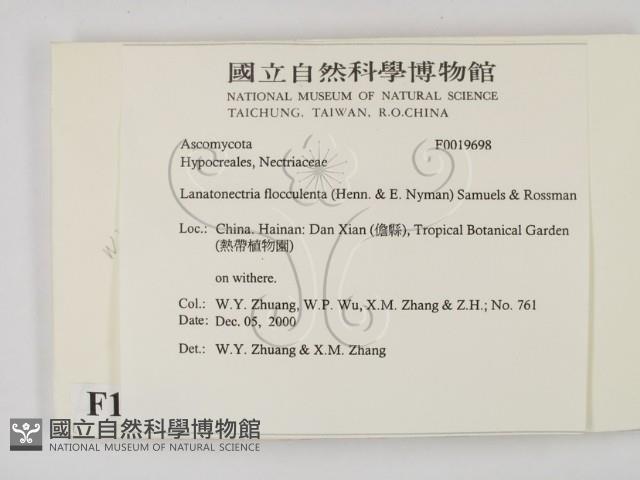 國立自然科學博物館
NATIONAL MUSEUM OF NATURAL SCIENCE
TAICHUNG, TAIWAN, R.O.CHINA
Ascomycota F0019698
Hypocreales, Nectriaceae
Lanatonectria flocculenta (Henn. & E. Nyman) Samuels & Rossman
Loc.: China. Hainan: Dan Xian (儋縣), Tropical Botanical Garden
(熱帶植物園)
on withere.
Col.: W.Y. Zhuang, W.P. Wu, X.M. Zhang & Z.H.; No. 761
Date: Dec. 05, 2000
Det.: W.Y. Zhuang & X.M. Zhang
F1
國立自然科學博物館
NATIONAL MUSEUM OF NATURAL SCIENCE